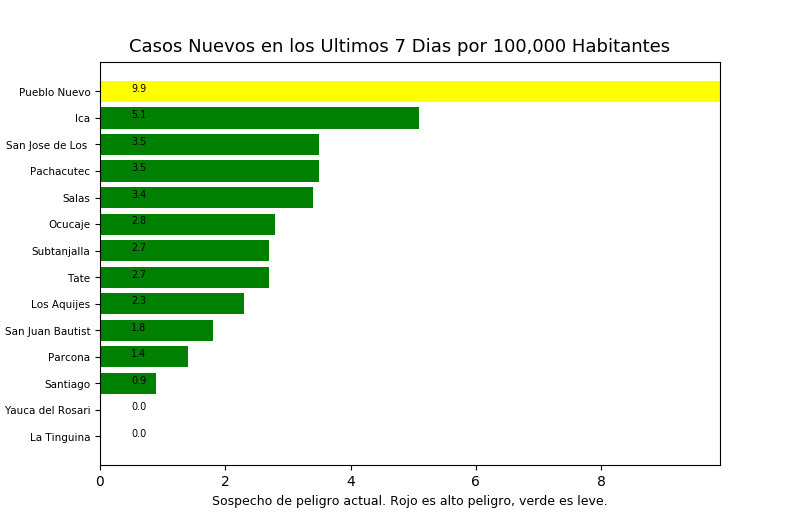 Casos Nuevos en los Ultimos 7 Dias por 100,000 Habitantes
Pueblo Nuevo 9.9
Ica 5.1
San Jose de Los 3.5
Pachacutec 3.5
Salas 3.4
Ocucaje 2.8
Subtanjalla 2.7
Tate 2.7
Los Aquijes 2.3
San Juan Bautist 1.8
Parcona 1.4
Santiago 0.9
Yauca del Rosari 0.0
La Tinguina 0.0
0 2 4 6 8
Sospecho de peligro actual. Rojo es alto peligro, verde es leve.